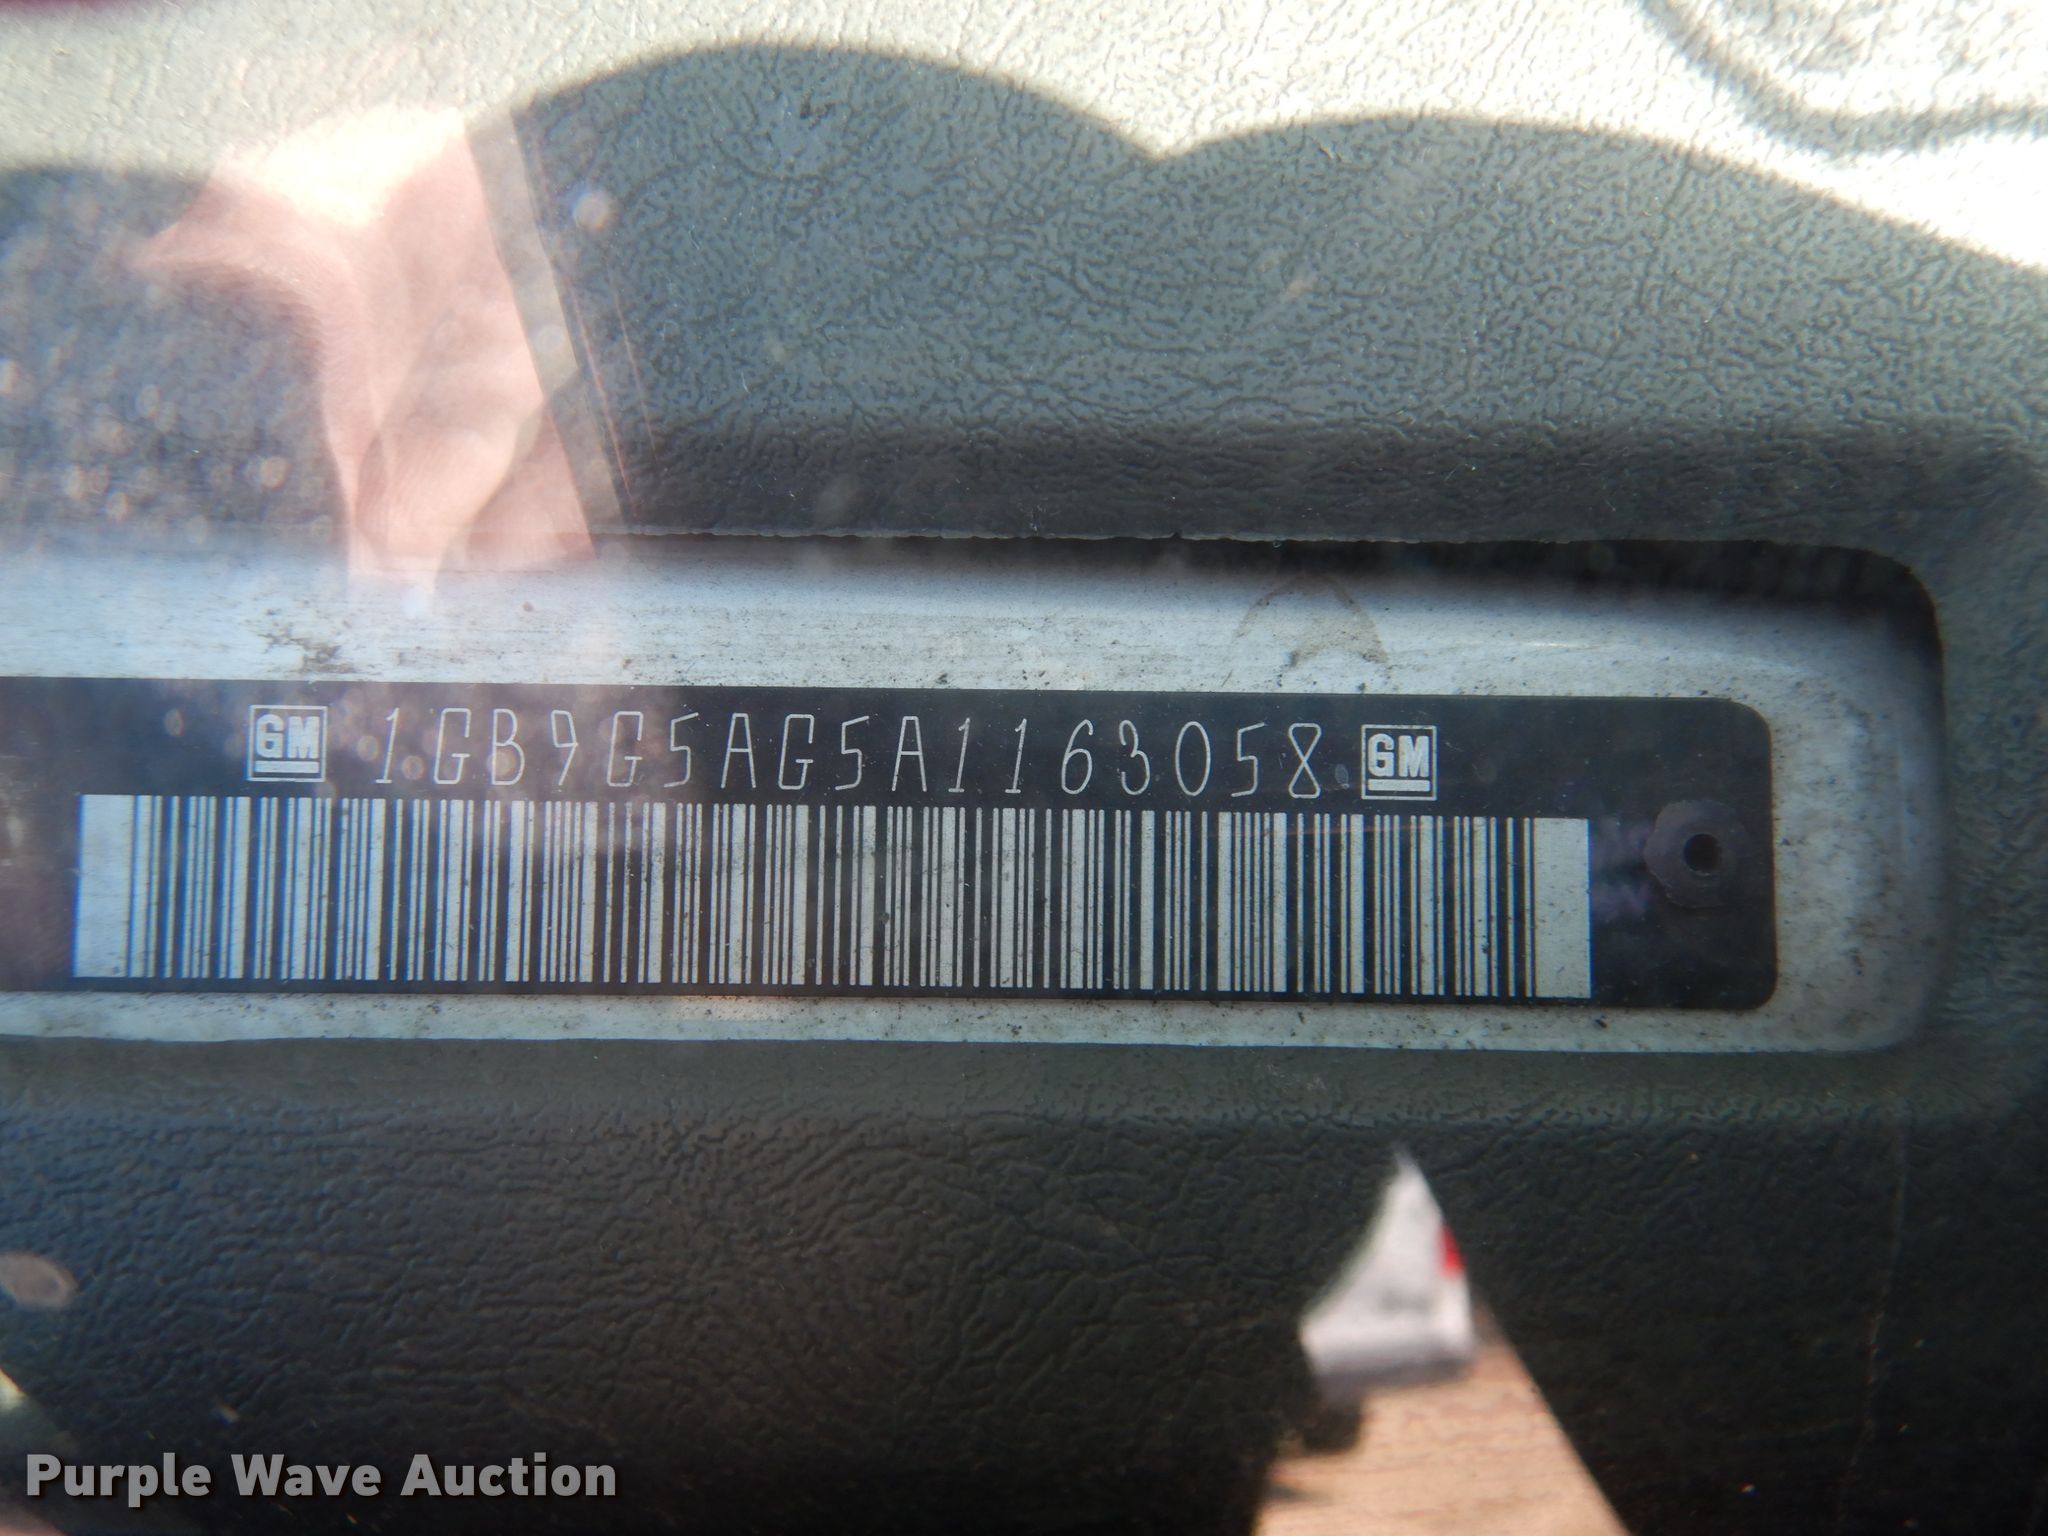 GM 1GB9G5AG5A1163058 GM
Purple Wave Auction